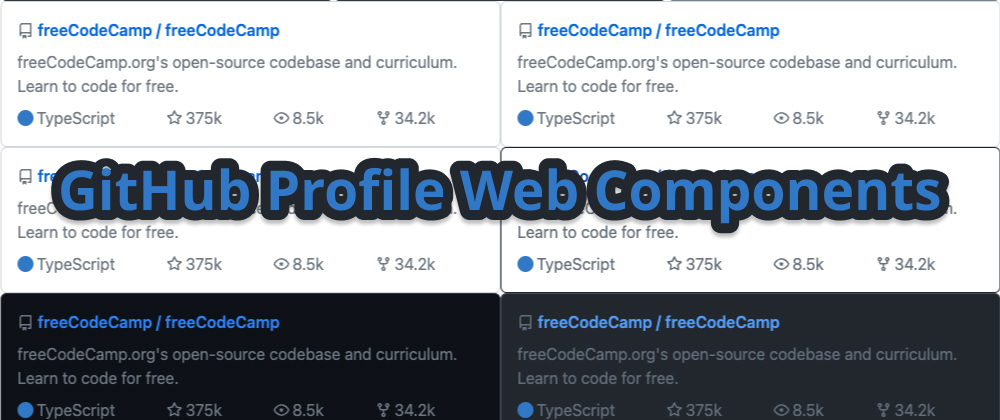 freeCodeCamp / freeCodeCamp
freeCodeCamp.org's open-source codebase and curriculum.
Learn to code for free.
TypeScript 375k 8.5k 34.2k
freeCodeCamp / freeCodeCamp
freeCodeCamp.org's open-source codebase and curriculum.
Learn to code for free.
TypeScript 375k 8.5k 34.2k
GitHub Profile Web Components
Learn to code for free.
TypeScript 375k 8.5k 34.2k
Learn to code for free.
TypeScript 375k 8.5k 34.2k
freeCodeCamp / freeCodeCamp
freeCodeCamp.org's open-source codebase and curriculum.
Learn to code for free.
TypeScript 375k 8.5k 34.2k
freeCodeCamp / freeCodeCamp
freeCodeCamp.org's open-source codebase and curriculum.
Learn to code for free.
TypeScript 375k 8.5k 34.2k